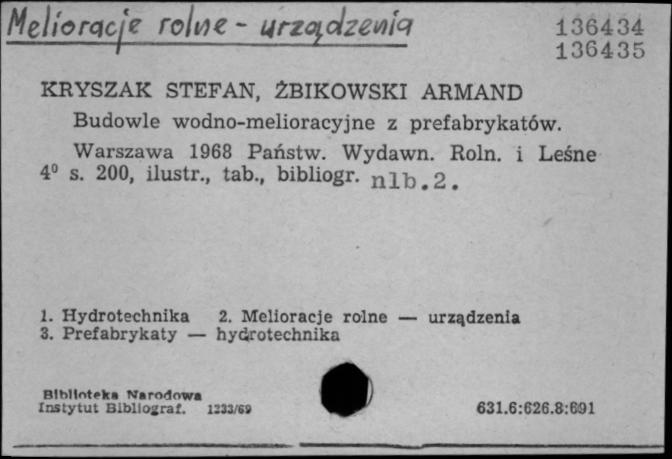 Melioracje rolne - urządzenia
136434
136435
KRYSZAK STEFAN, ŻBIKOWSKI ARMAND
Budowle wodno-melioracyjne z prefabrykatów.
Warszawa 1968 Państw. Wydawn. Roln. i Leśne
4⁰ s. 200, ilustr., tab., bibliogr. nlb.2.
1. Hydrotechnika 2. Melioracje rolne — urządzenia
3. Prefabrykaty — hydrotechnika
Biblioteka Narodowa
Instytut Bibliograf. 1233/69
631.6:626.8:691